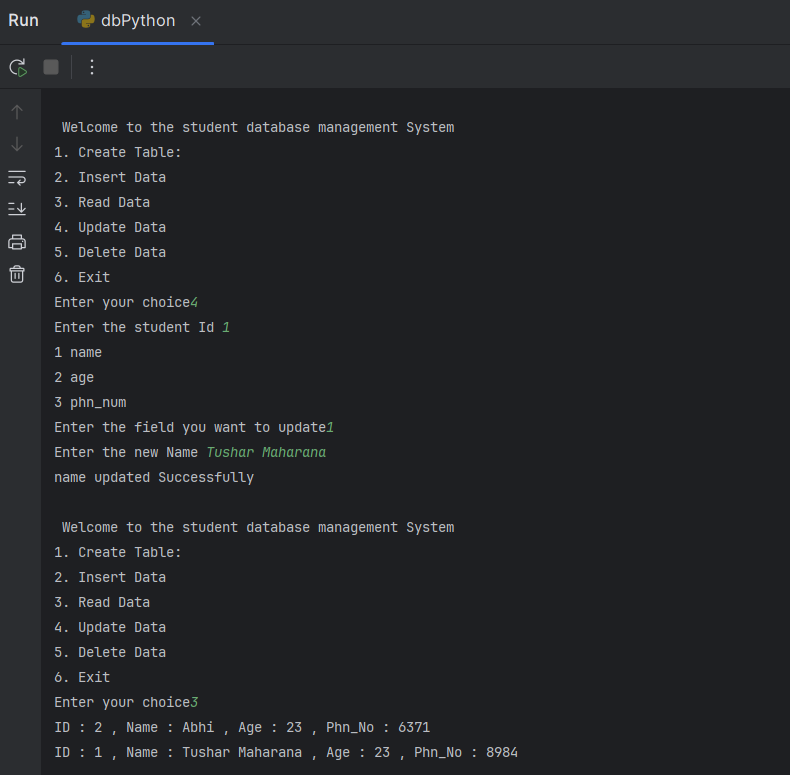 Run dbPython
Welcome to the student database management System
1. Create Table:
2. Insert Data
3. Read Data
4. Update Data
5. Delete Data
6. Exit
Enter your choice4
Enter the student Id 1
1 name
2 age
3 phn_num
Enter the field you want to update1
Enter the new Name Tushar Maharana
name updated Successfully
Welcome to the student database management System
1. Create Table:
2. Insert Data
3. Read Data
4. Update Data
5. Delete Data
6. Exit
Enter your choice3
ID : 2 , Name : Abhi , Age : 23 , Phn_No : 6371
ID : 1 , Name : Tushar Maharana , Age : 23 , Phn_No : 8984